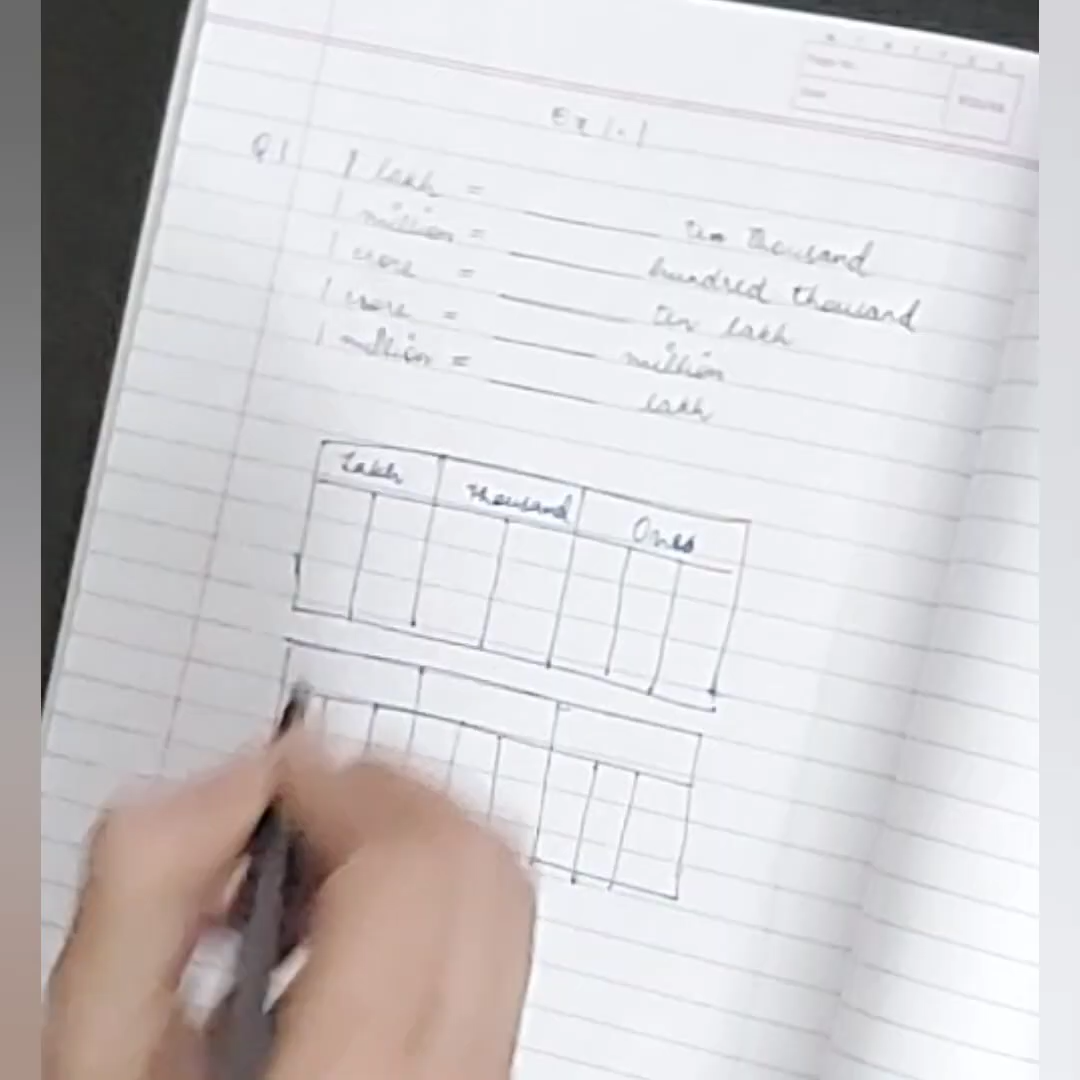 Ex 1.1
Q1 1 Lakh = ______ ten thousand
1 million = ______ hundred thousand
1 crore = ______ ten lakh
1 crore = ______ million
1 million = ______ lakh
Lakh Thousand Ones